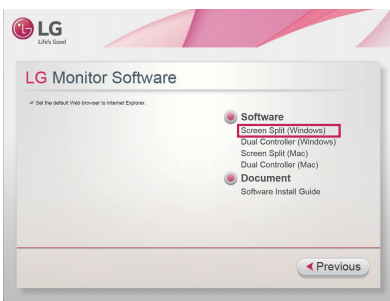 LG
Life's Good
LG Monitor Software
☞ Set the default Web browser to Internet Explorer.
Software
Screen Split (Windows)
Dual Controller (Windows)
Screen Split (Mac)
Dual Controller (Mac)
Document
Software Install Guide
Previous